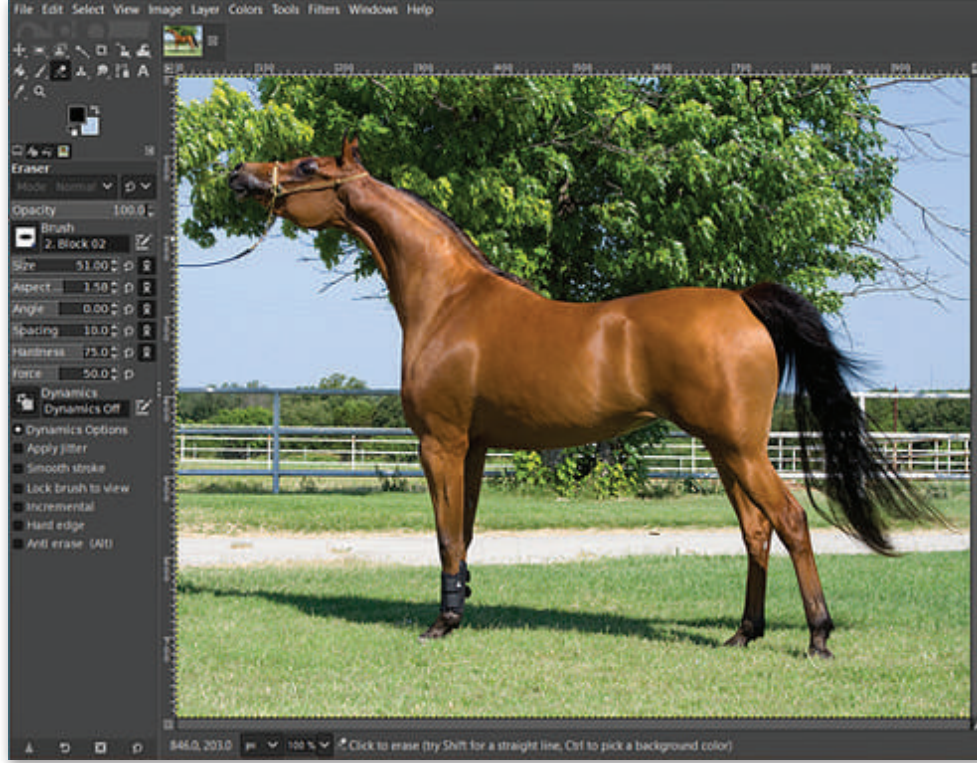 File Edit Select View Image Layer Colors Tools Filters Windows Help
Eraser
Mode Normal
Opacity 100.0
Brush
2. Block 02
Size 51.00
Aspect... 1.58
Angle 0.00
Spacing 10.0
Hardness 75.0
Force 50.0
Dynamics
Dynamics Off
Dynamics Options
Apply Jitter
Smooth stroke
Lock brush to view
Incremental
Hard edge
Anti erase (Alt)
846.0, 203.0 px 100 % Click to erase (try Shift for a straight line, Ctrl to pick a background color)